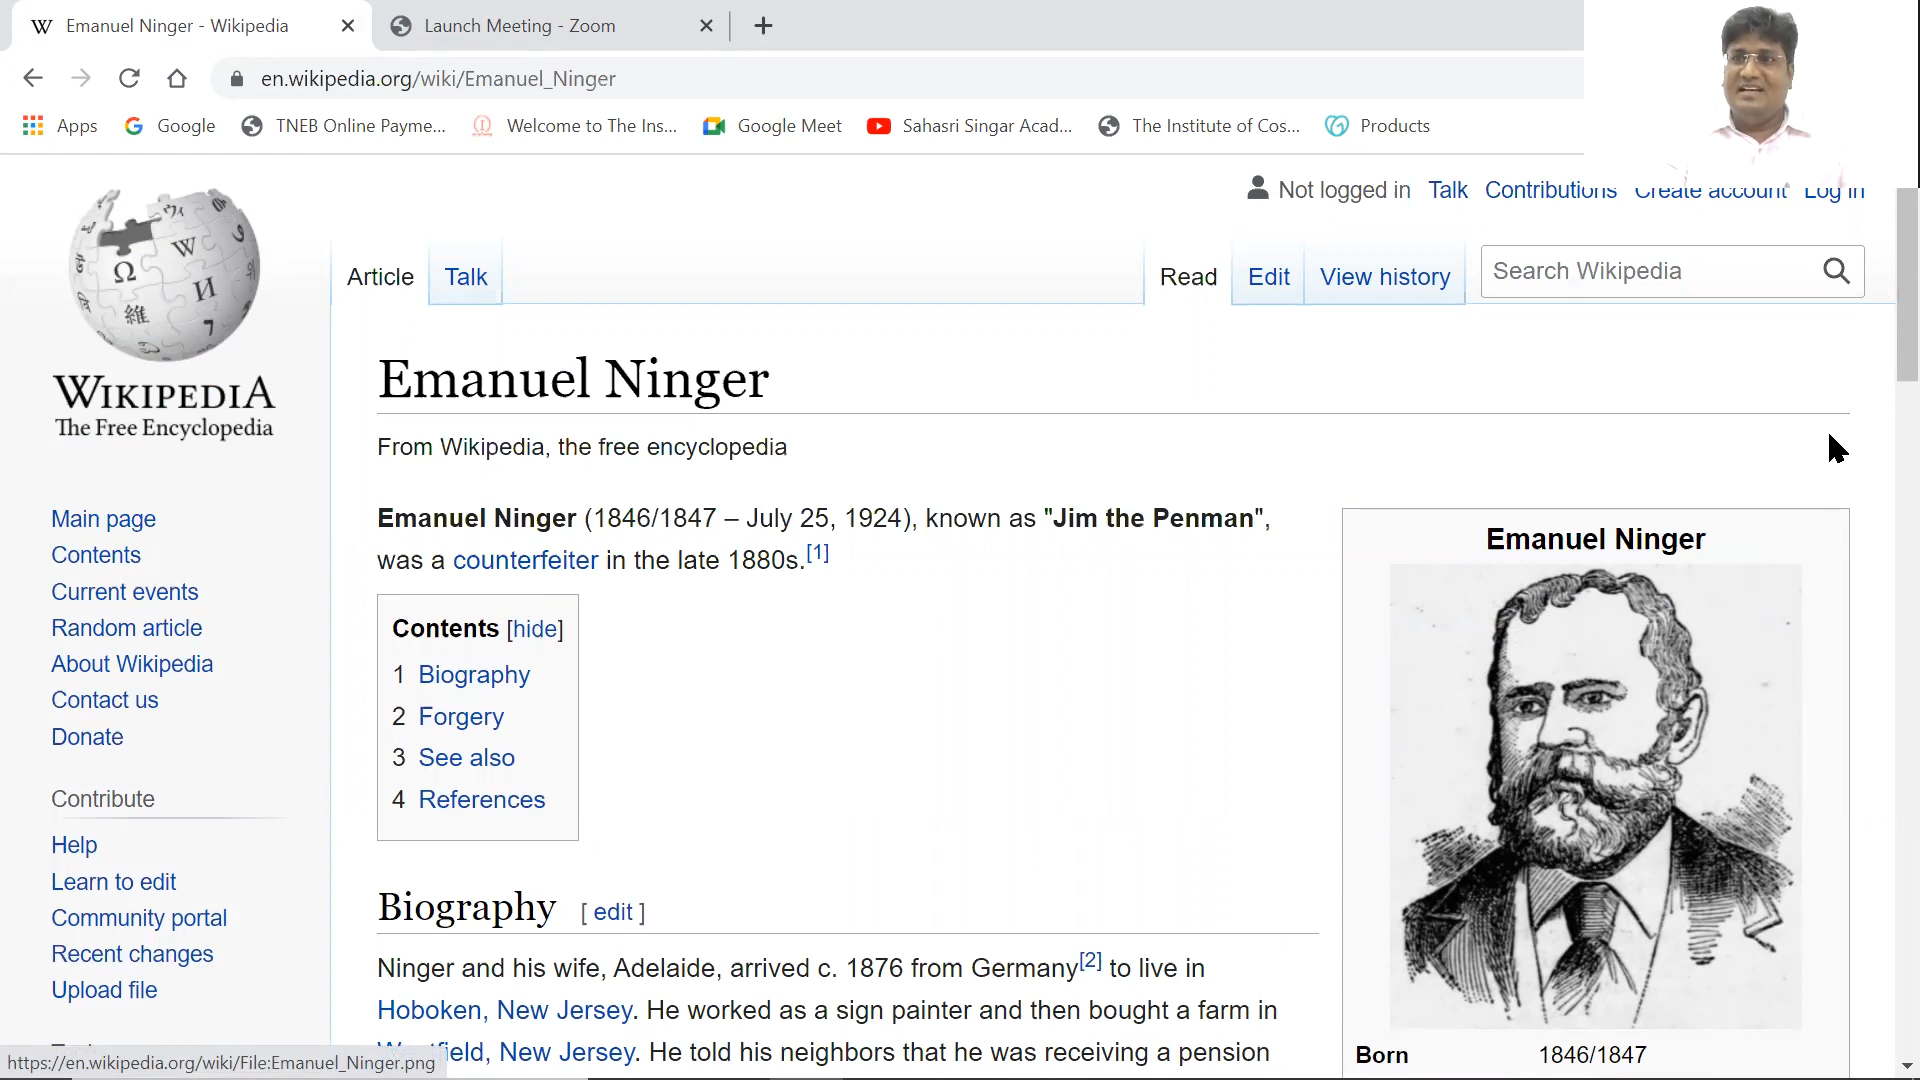 Emanuel Ninger - Wikipedia
Launch Meeting - Zoom
en.wikipedia.org/wiki/Emanuel_Ninger
Apps Google TNEB Online Payme... Welcome to The Ins... Google Meet Sahasri Singar Acad... The Institute of Cos... Products
Not logged in Talk Contributions Create account Log in
Article Talk Read Edit View history Search Wikipedia
WIKIPEDIA
The Free Encyclopedia
Main page
Contents
Current events
Random article
About Wikipedia
Contact us
Donate
Contribute
Help
Learn to edit
Community portal
Recent changes
Upload file
Emanuel Ninger
From Wikipedia, the free encyclopedia
Emanuel Ninger (1846/1847 – July 25, 1924), known as "Jim the Penman",
was a counterfeiter in the late 1880s.[1]
Contents [hide]
1 Biography
2 Forgery
3 See also
4 References
Biography [ edit ]
Ninger and his wife, Adelaide, arrived c. 1876 from Germany[2] to live in
Hoboken, New Jersey. He worked as a sign painter and then bought a farm in
New Jersey. He told his neighbors that he was receiving a pension
Emanuel Ninger
Born 1846/1847
https://en.wikipedia.org/wiki/File:Emanuel_Ninger.png